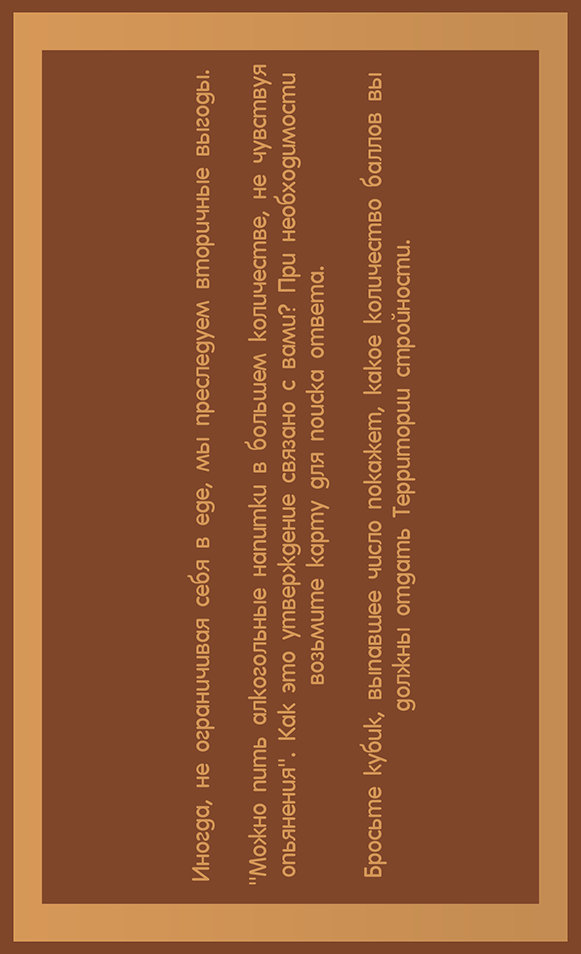 Иногда, не ограничивая себя в еде, мы преследуем вторичные выгоды.
"Можно пить алкогольные напитки в большем количестве, не чувствуя
опьянения". Как это утверждение связано с вами? При необходимости
возьмите карту для поиска ответа.
Бросьте кубик, выпавшее число покажет, какое количество баллов вы
должны отдать Территории стройности.